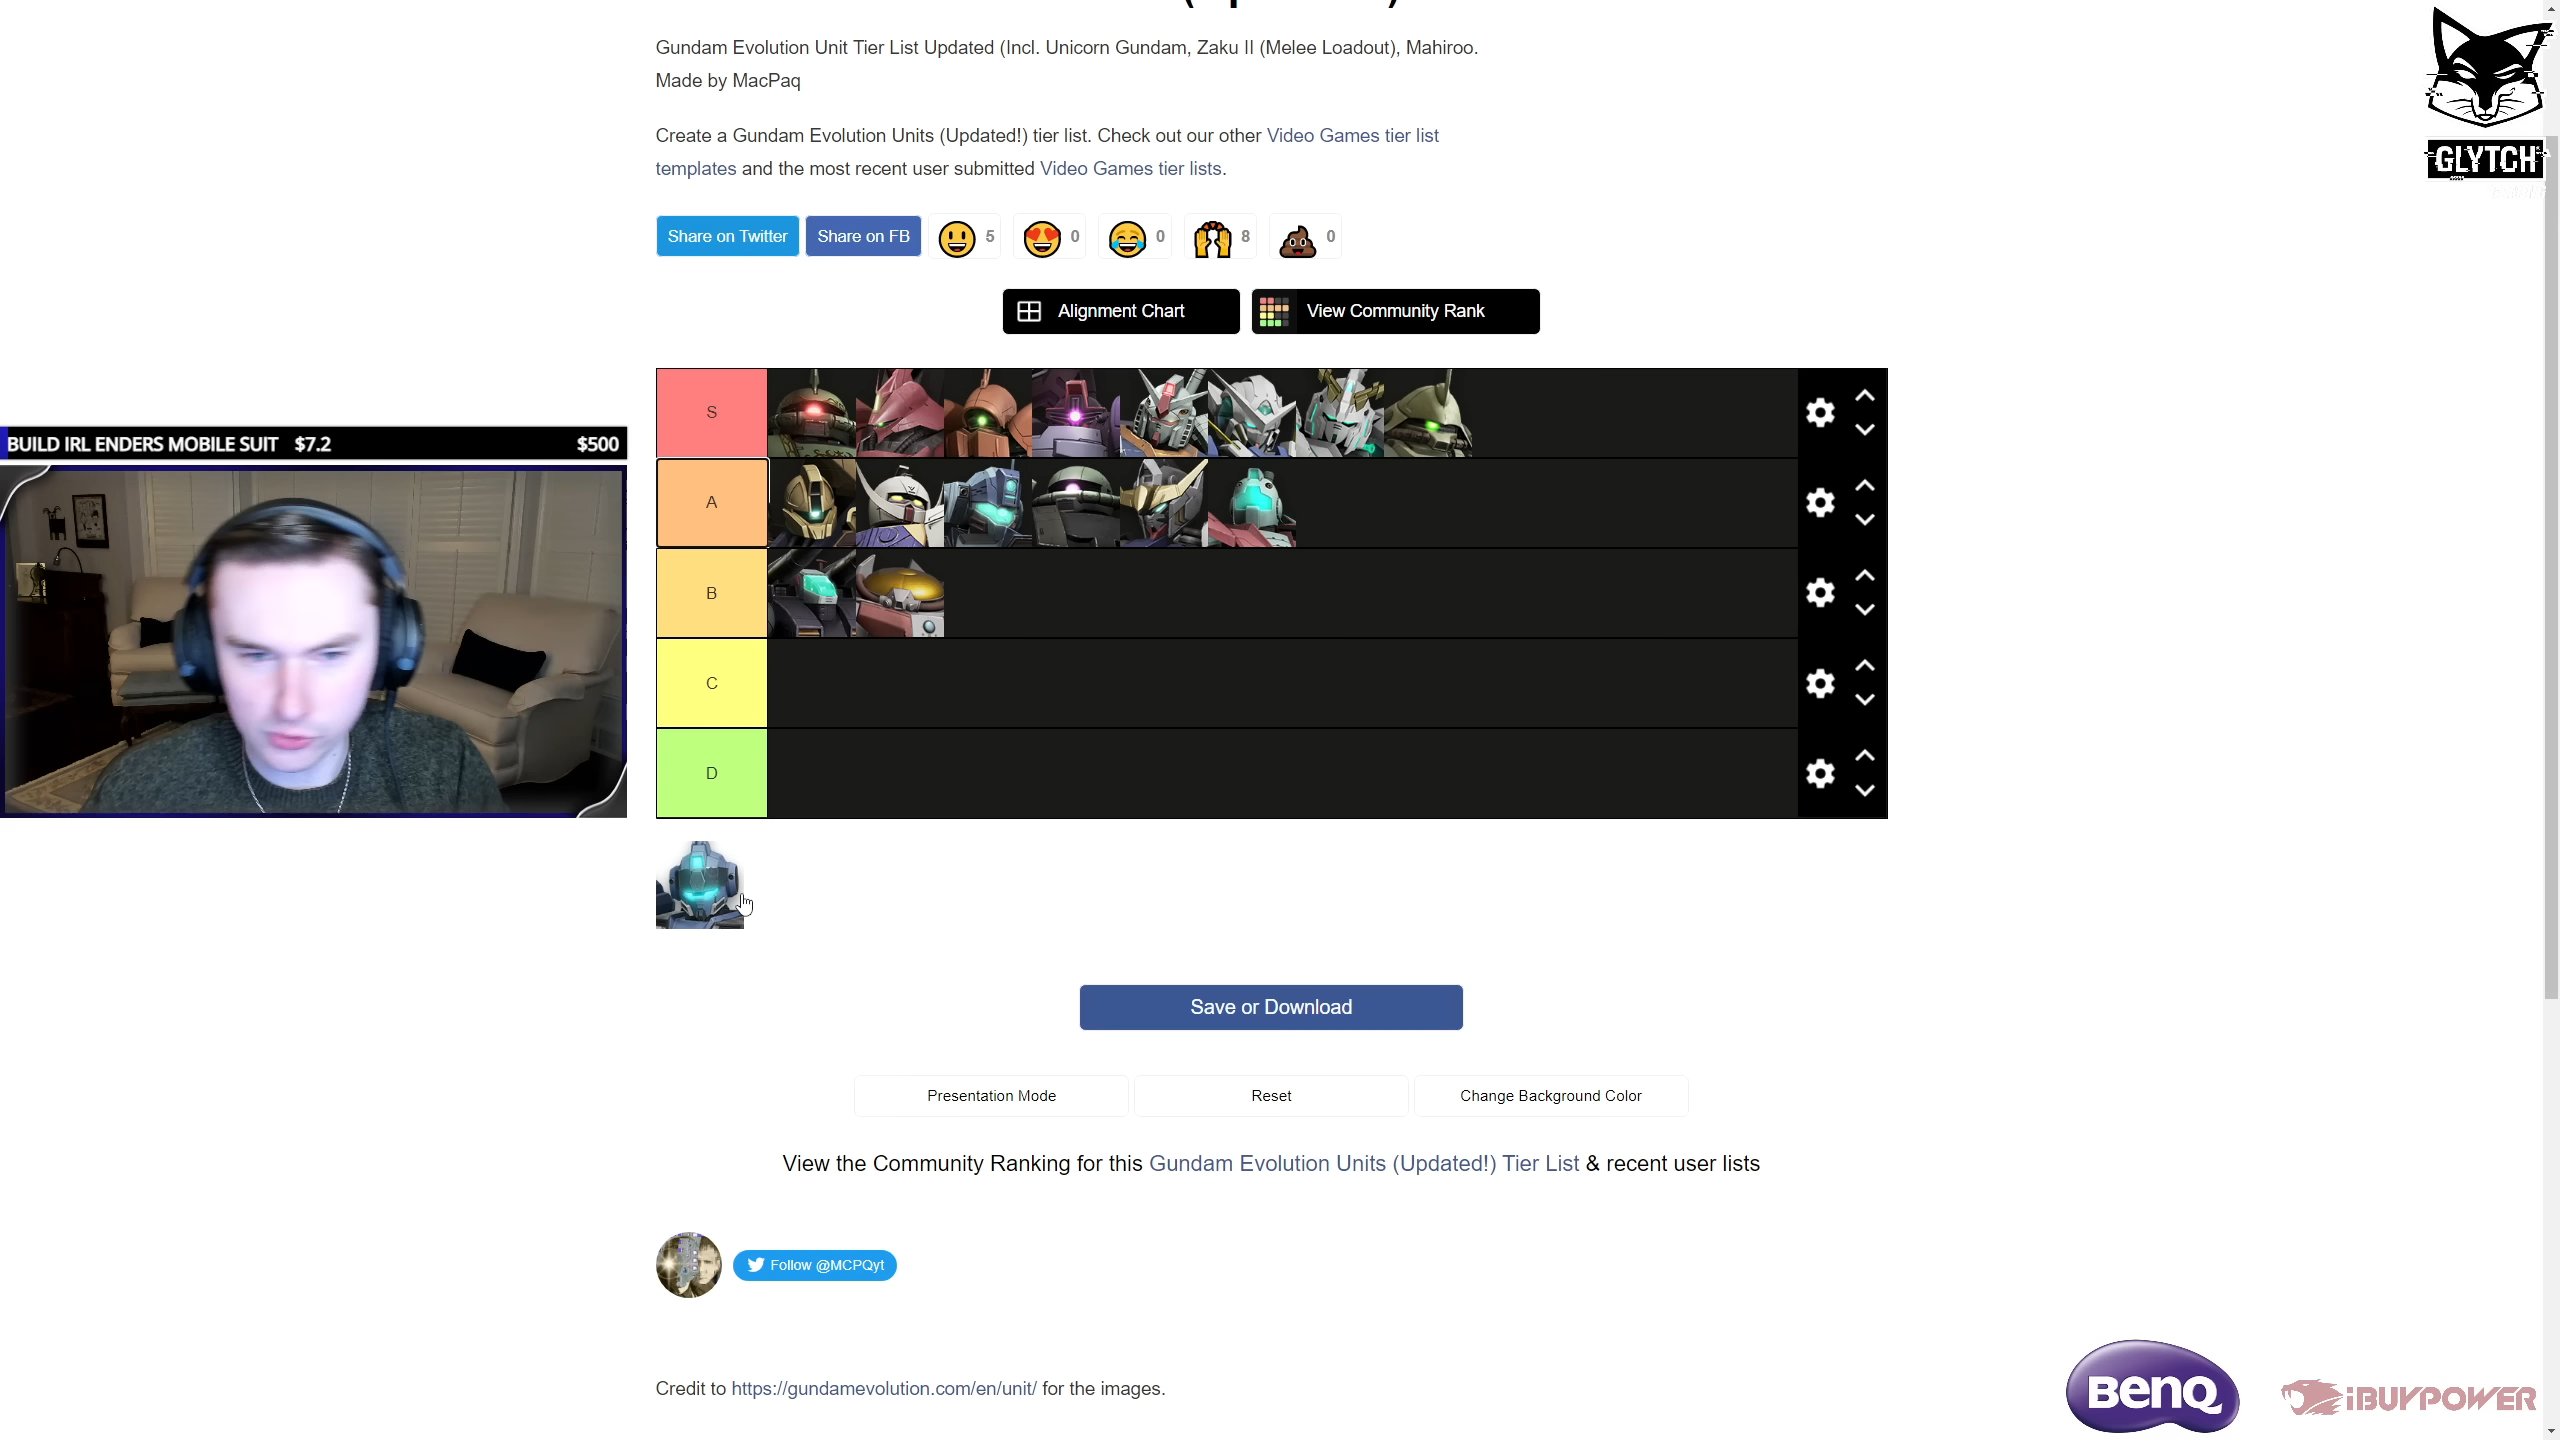 Gundam Evolution Unit Tier List Updated (Incl. Unicorn Gundam, Zaku II (Melee Loadout), Mahiroo.
Made by MacPaq
Create a Gundam Evolution Units (Updated!) tier list. Check out our other Video Games tier list
templates and the most recent user submitted Video Games tier lists.
Share on Twitter
Share on FB
5
0
0
8
0
Alignment Chart
View Community Rank
GLYTCH
S
BUILD IRL ENDERS MOBILE SUIT $7.2 $500
A
B
C
D
Save or Download
Presentation Mode
Reset
Change Background Color
View the Community Ranking for this Gundam Evolution Units (Updated!) Tier List & recent user lists
Follow @MCPQyt
Credit to https://gundamevolution.com/en/unit/ for the images.
BenQ
iBUYPOWER